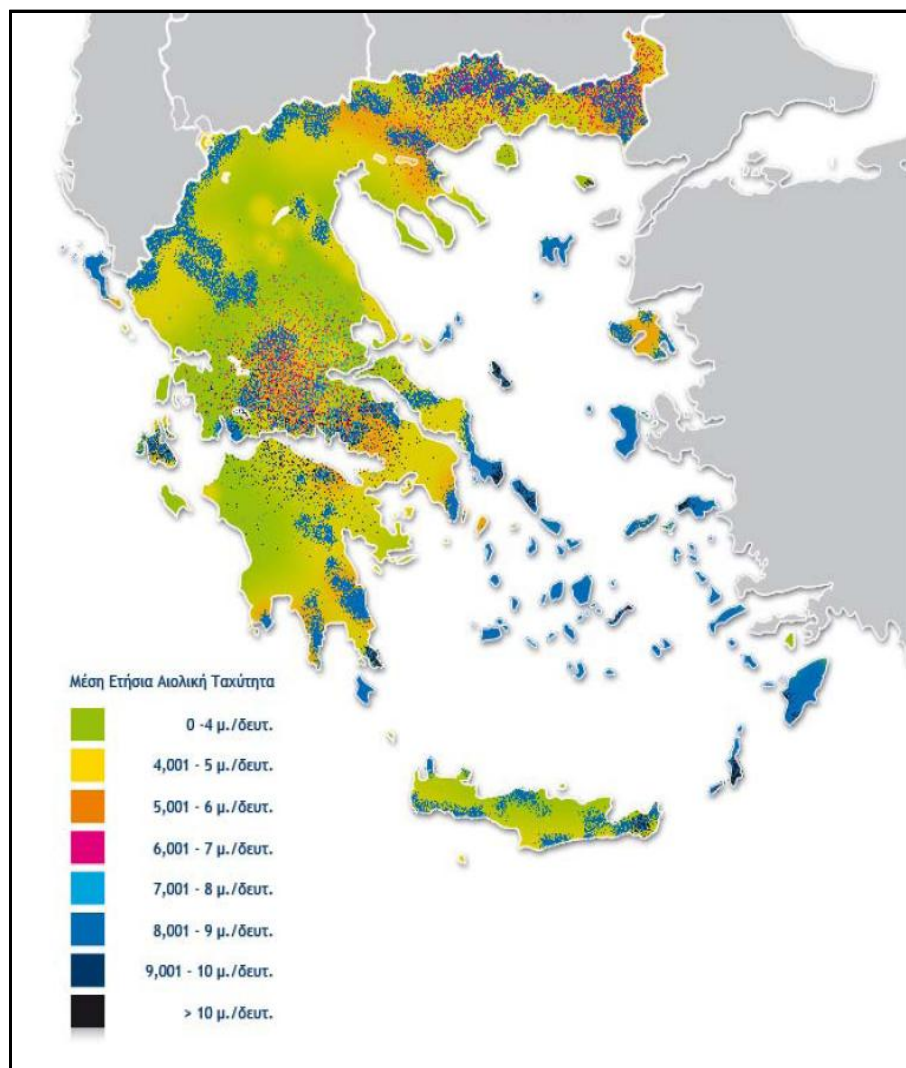 Μέση Ετήσια Αιολική Ταχύτητα
0 -4 μ./δευτ.
4,001 - 5 μ./δευτ.
5,001 - 6 μ./δευτ.
6,001 - 7 μ./δευτ.
7,001 - 8 μ./δευτ.
8,001 - 9 μ./δευτ.
9,001 - 10 μ./δευτ.
> 10 μ./δευτ.